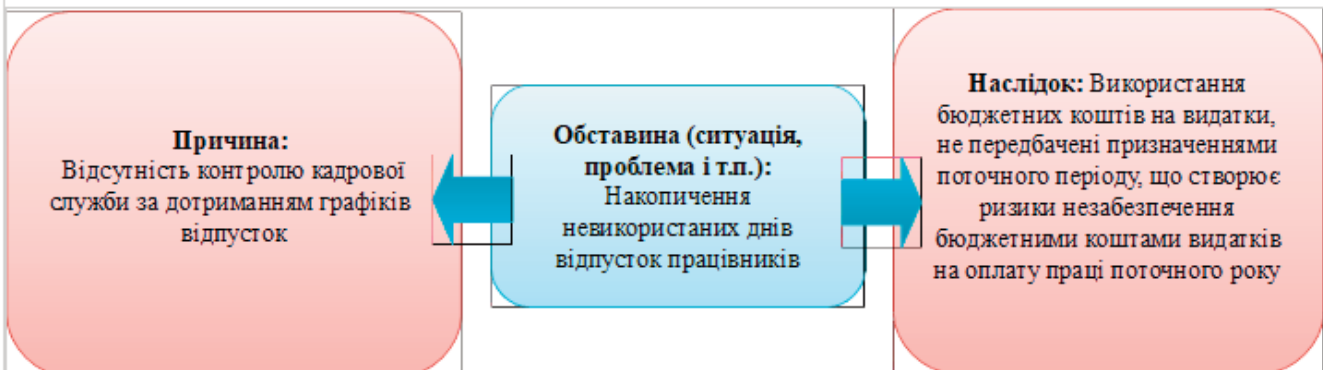 Причина:
Відсутність контролю кадрової
служби за дотриманням графіків
відпусток
Обставина (ситуація,
проблема і т.п.):
Накопичення
невикористаних днів
відпусток працівників
Наслідок: Використання
бюджетних коштів на видатки,
не передбачені призначеннями
поточного періоду, що створює
ризики незабезпечення
бюджетними коштами видатків
на оплату праці поточного року